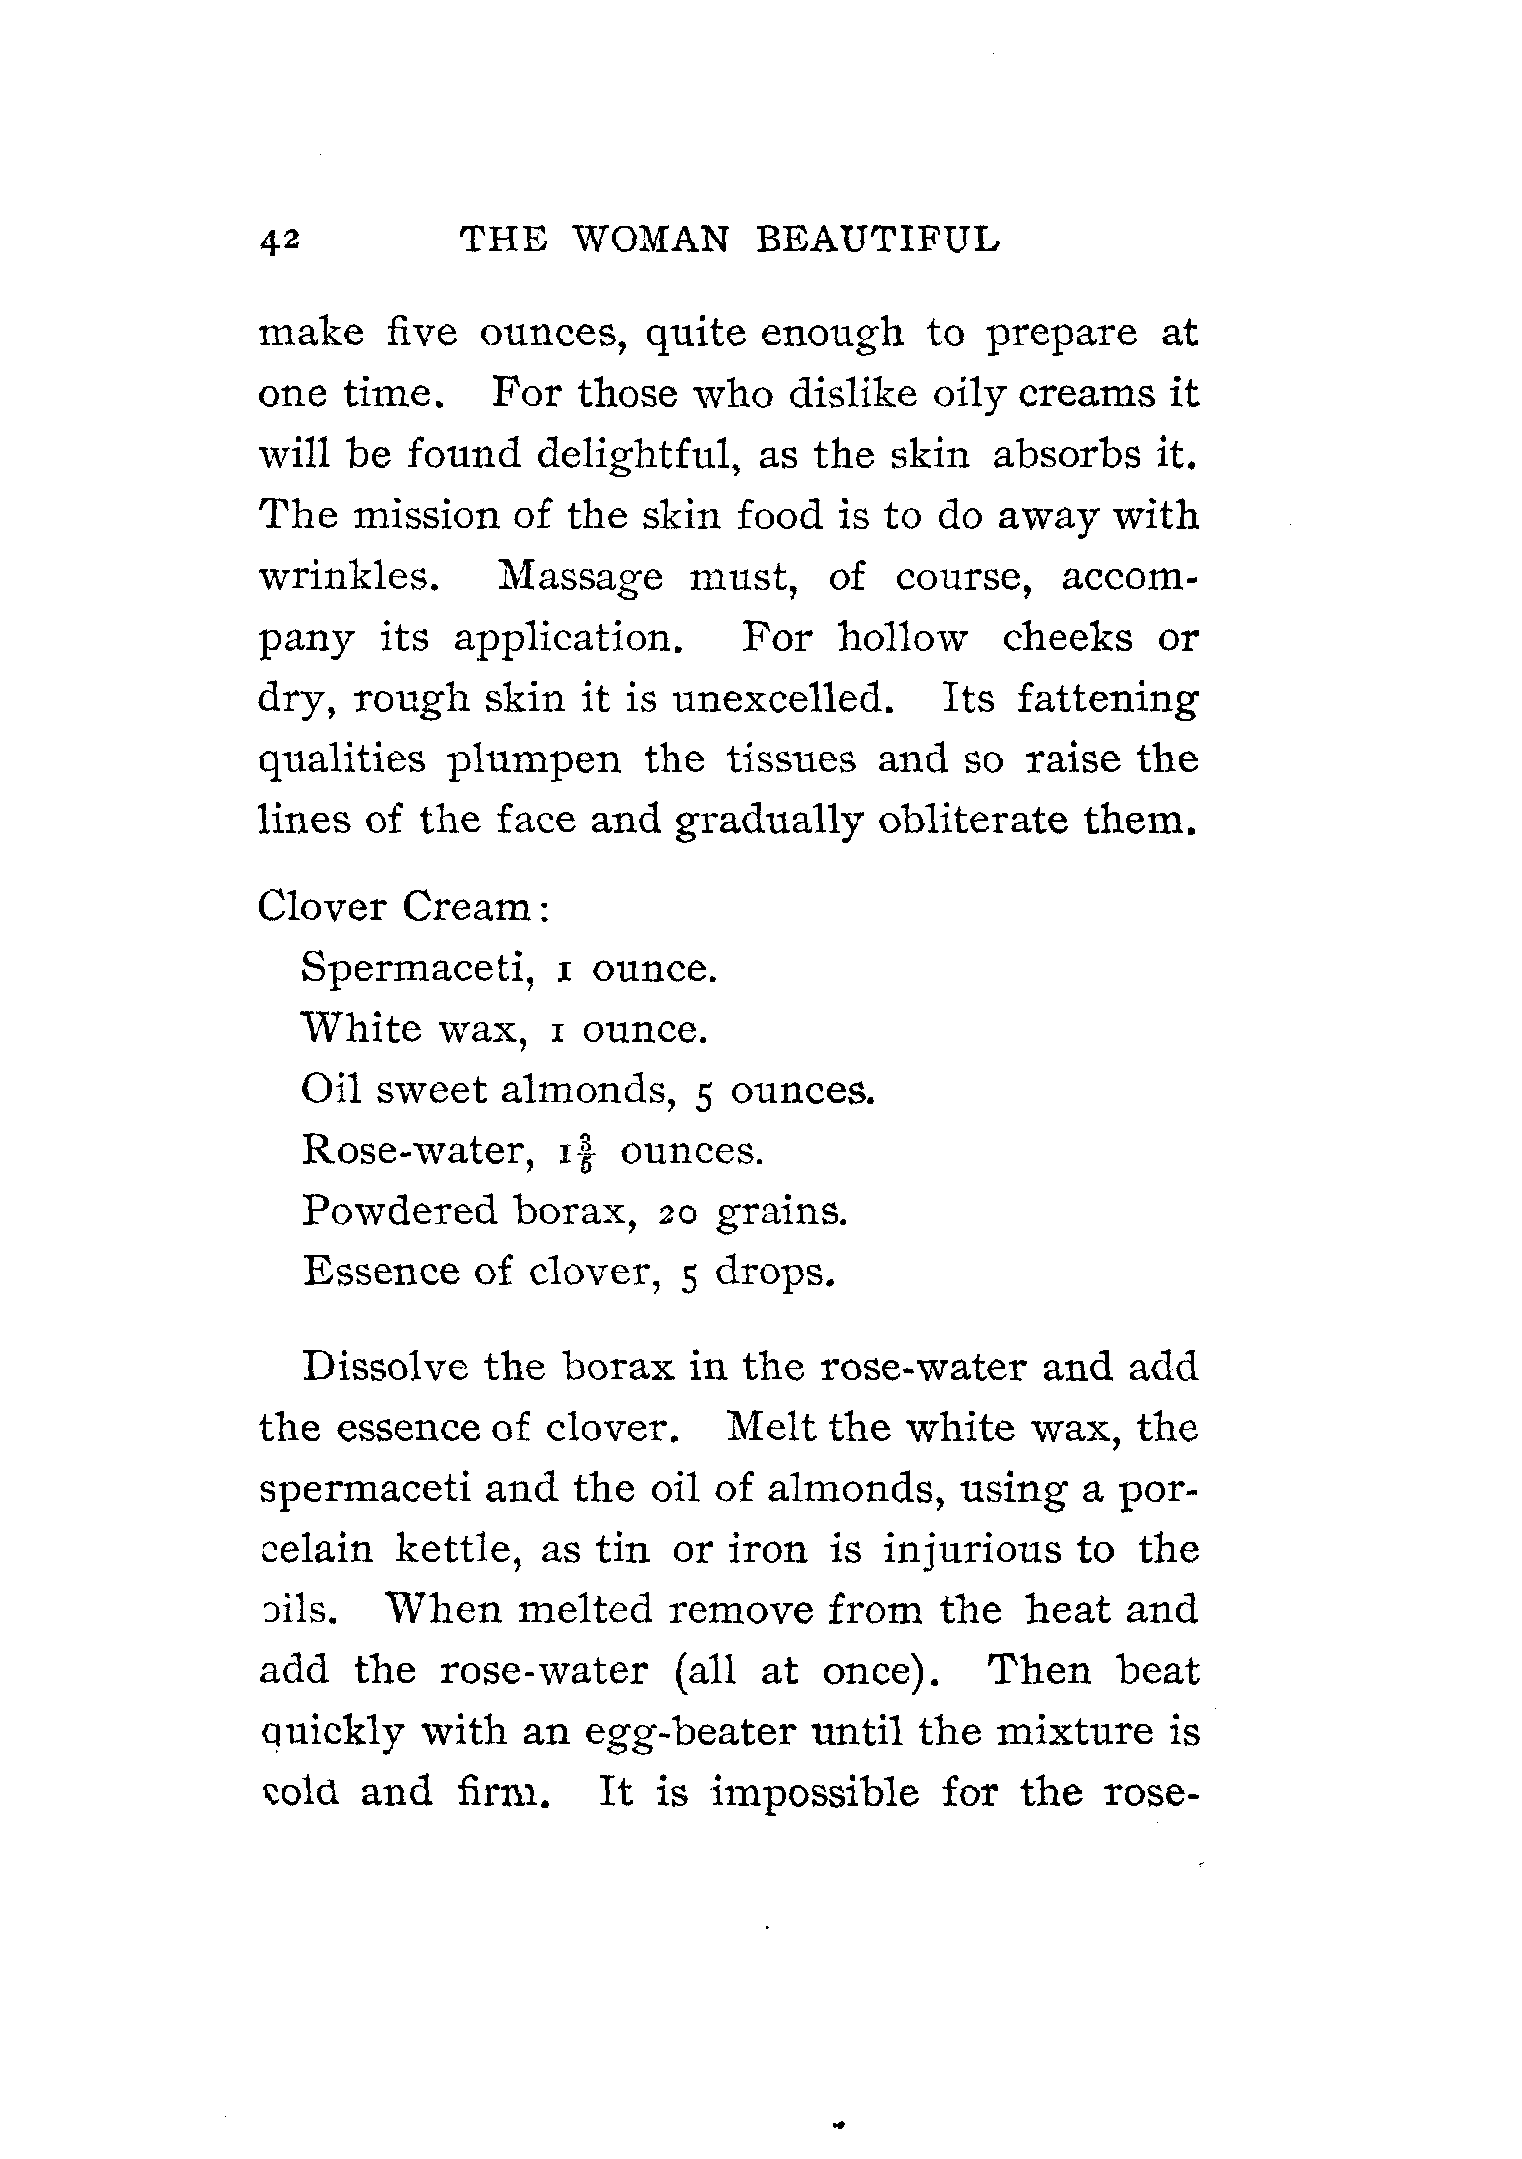 42 THE WOMAN BEAUTIFUL
make five ounces, quite enough to prepare at
one time. For those who dislike oily creams it
will be found delightful, as the skin absorbs it.
The mission of the skin food is to do away with
wrinkles. Massage must, of course, accom-
pany its application. For hollow cheeks or
dry, rough skin it is unexcelled. Its fattening
qualities plumpen the tissues and so raise the
lines of the face and gradually obliterate them.
Clover Cream:
Spermaceti, 1 ounce.
White wax, 1 ounce.
Oil sweet almonds, 5 ounces.
Rose-water, 1⅗ ounces.
Powdered borax, 20 grains.
Essence of clover, 5 drops.
Dissolve the borax in the rose-water and add
the essence of clover. Melt the white wax, the
spermaceti and the oil of almonds, using a por-
celain kettle, as tin or iron is injurious to the
oils. When melted remove from the heat and
add the rose-water (all at once). Then beat
quickly with an egg-beater until the mixture is
cold and firm. It is impossible for the rose-